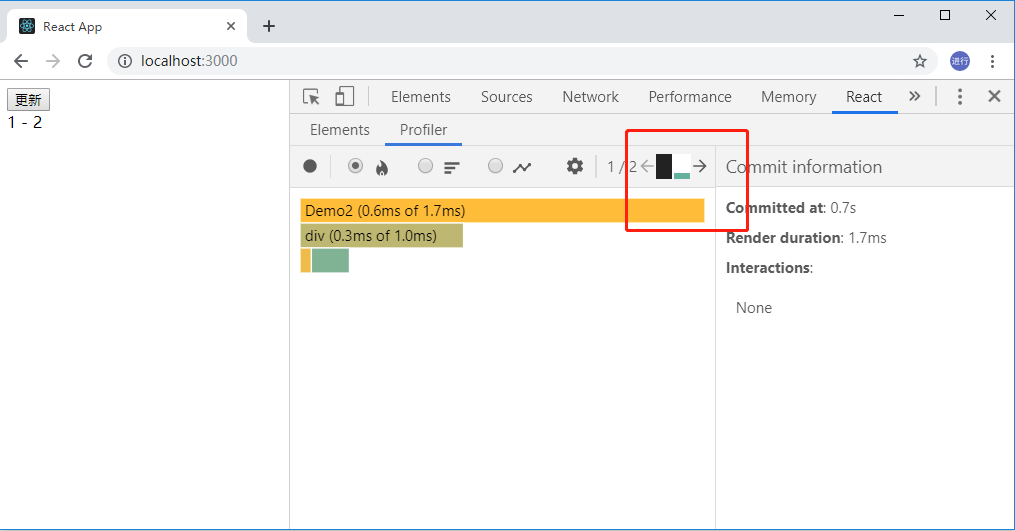 React App
localhost:3000
进行
更新
1 - 2
Elements Sources Network Performance Memory React
Elements Profiler
1 / 2
Commit information
Demo2 (0.6ms of 1.7ms)
div (0.3ms of 1.0ms)
Committed at: 0.7s
Render duration: 1.7ms
Interactions:
None